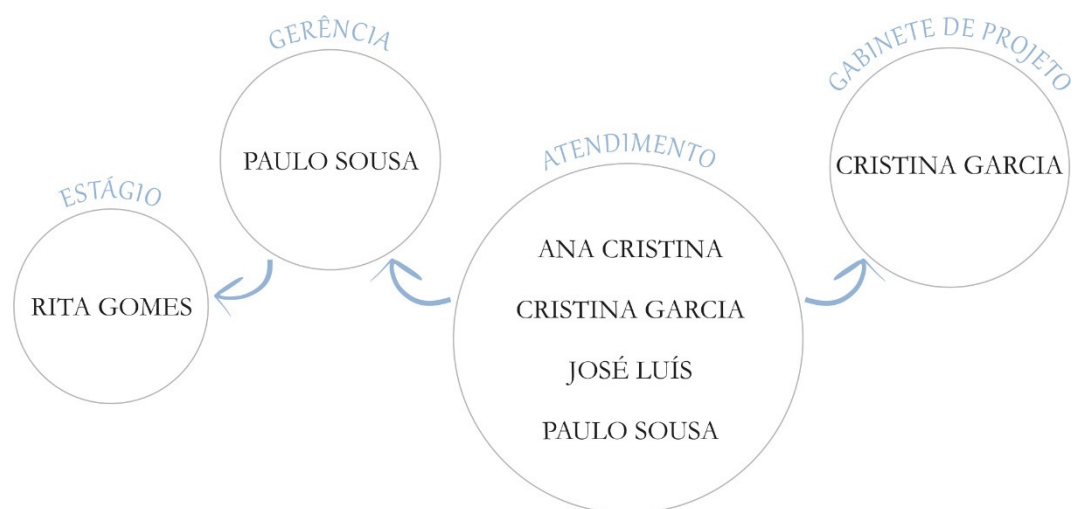 GERÊNCIA
PAULO SOUSA
GABINETE DE PROJETO
CRISTINA GARCIA
ATENDIMENTO
ANA CRISTINA
CRISTINA GARCIA
JOSÉ LUÍS
PAULO SOUSA
ESTÁGIO
RITA GOMES